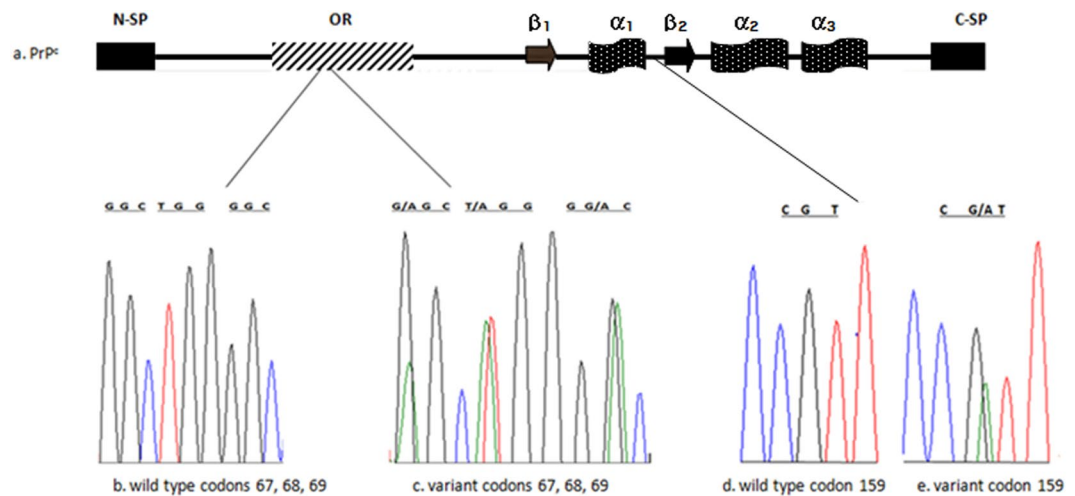 N-SP OR β1 α1 β2 α2 α3 C-SP
a. PrPᶜ
G G C T G G G G C G/A G C T/A G G G G/A C C G T C G/A T
b. wild type codons 67, 68, 69 c. variant codons 67, 68, 69 d. wild type codon 159 e. variant codon 159